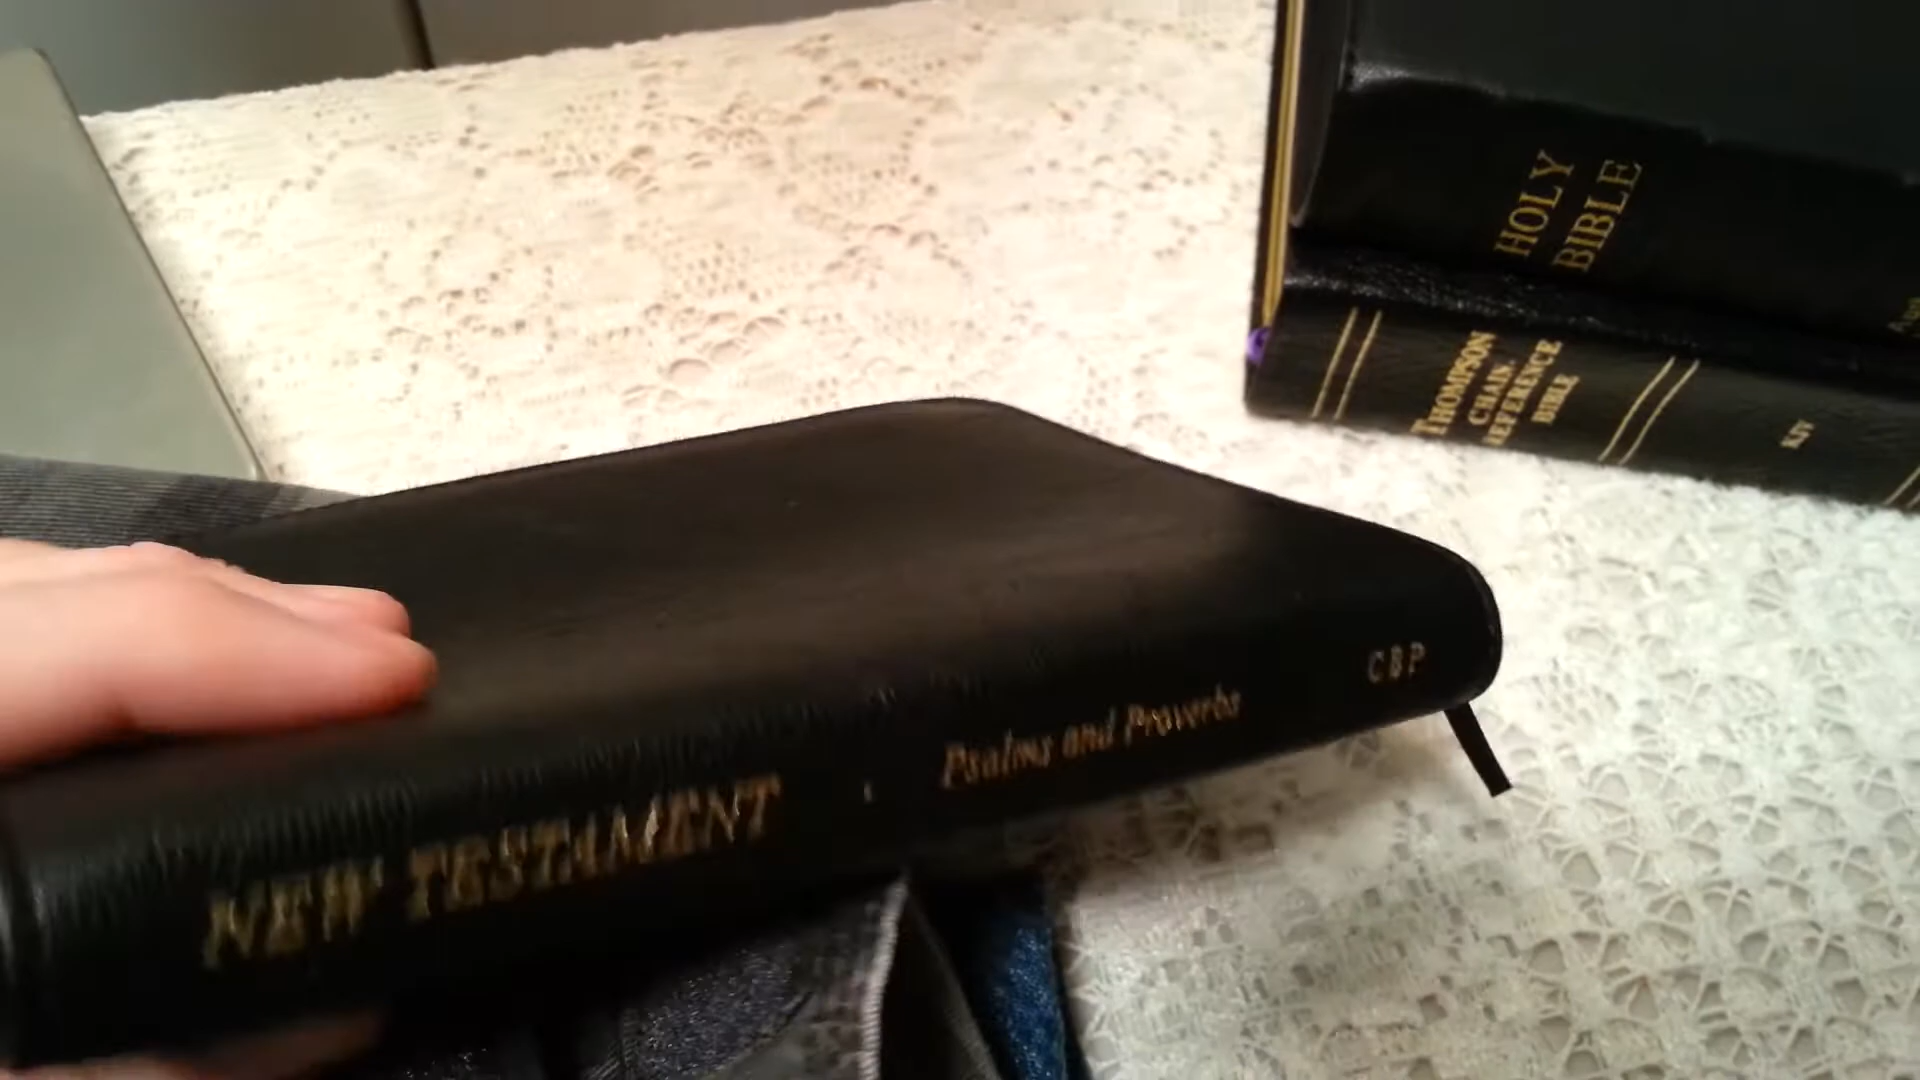 HOLY
BIBLE
THOMPSON
CHAIN
REFERENCE
BIBLE
KJV
NEW TESTAMENT
Psalms and Proverbs
CBP